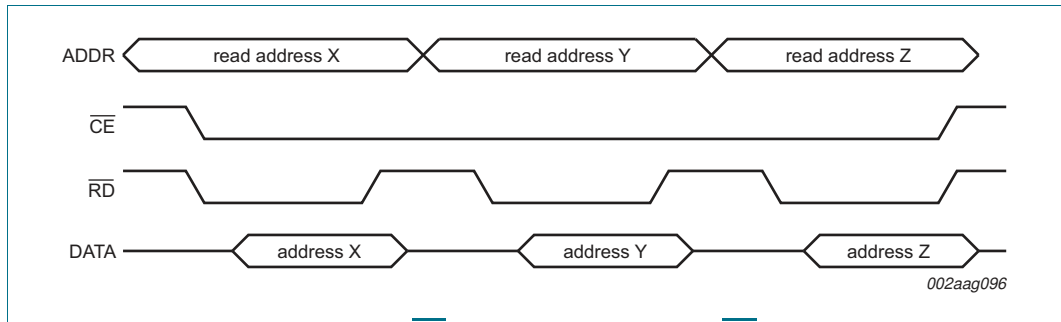 ADDR read address X read address Y read address Z
CE
RD
DATA address X address Y address Z
002aag096